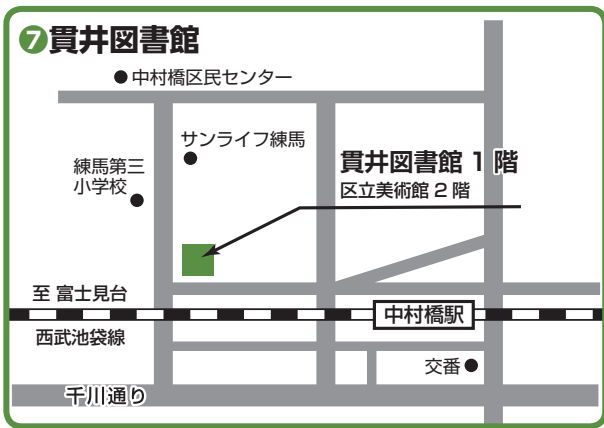 ❼貫井図書館
中村橋区民センター
サンライフ練馬
練馬第三
小学校
貫井図書館 1 階
区立美術館 2 階
至 富士見台
中村橋駅
西武池袋線
交番
千川通り